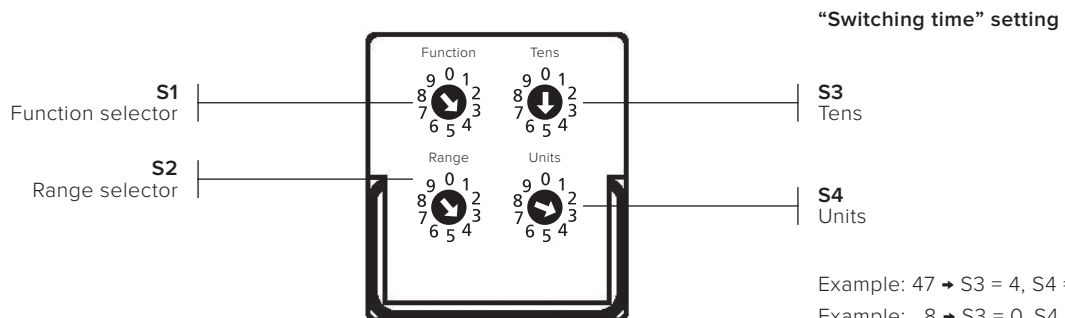 “Switching time” setting
Function Tens
S1
Function selector
9 0 1 2 3 4 5 6 7 8
9 0 1 2 3 4 5 6 7 8
S3
Tens
S2
Range selector
Range Units
9 0 1 2 3 4 5 6 7 8
9 0 1 2 3 4 5 6 7 8
S4
Units
Example: 47 → S3 = 4, S4 =
Example: 8 → S3 = 0, S4